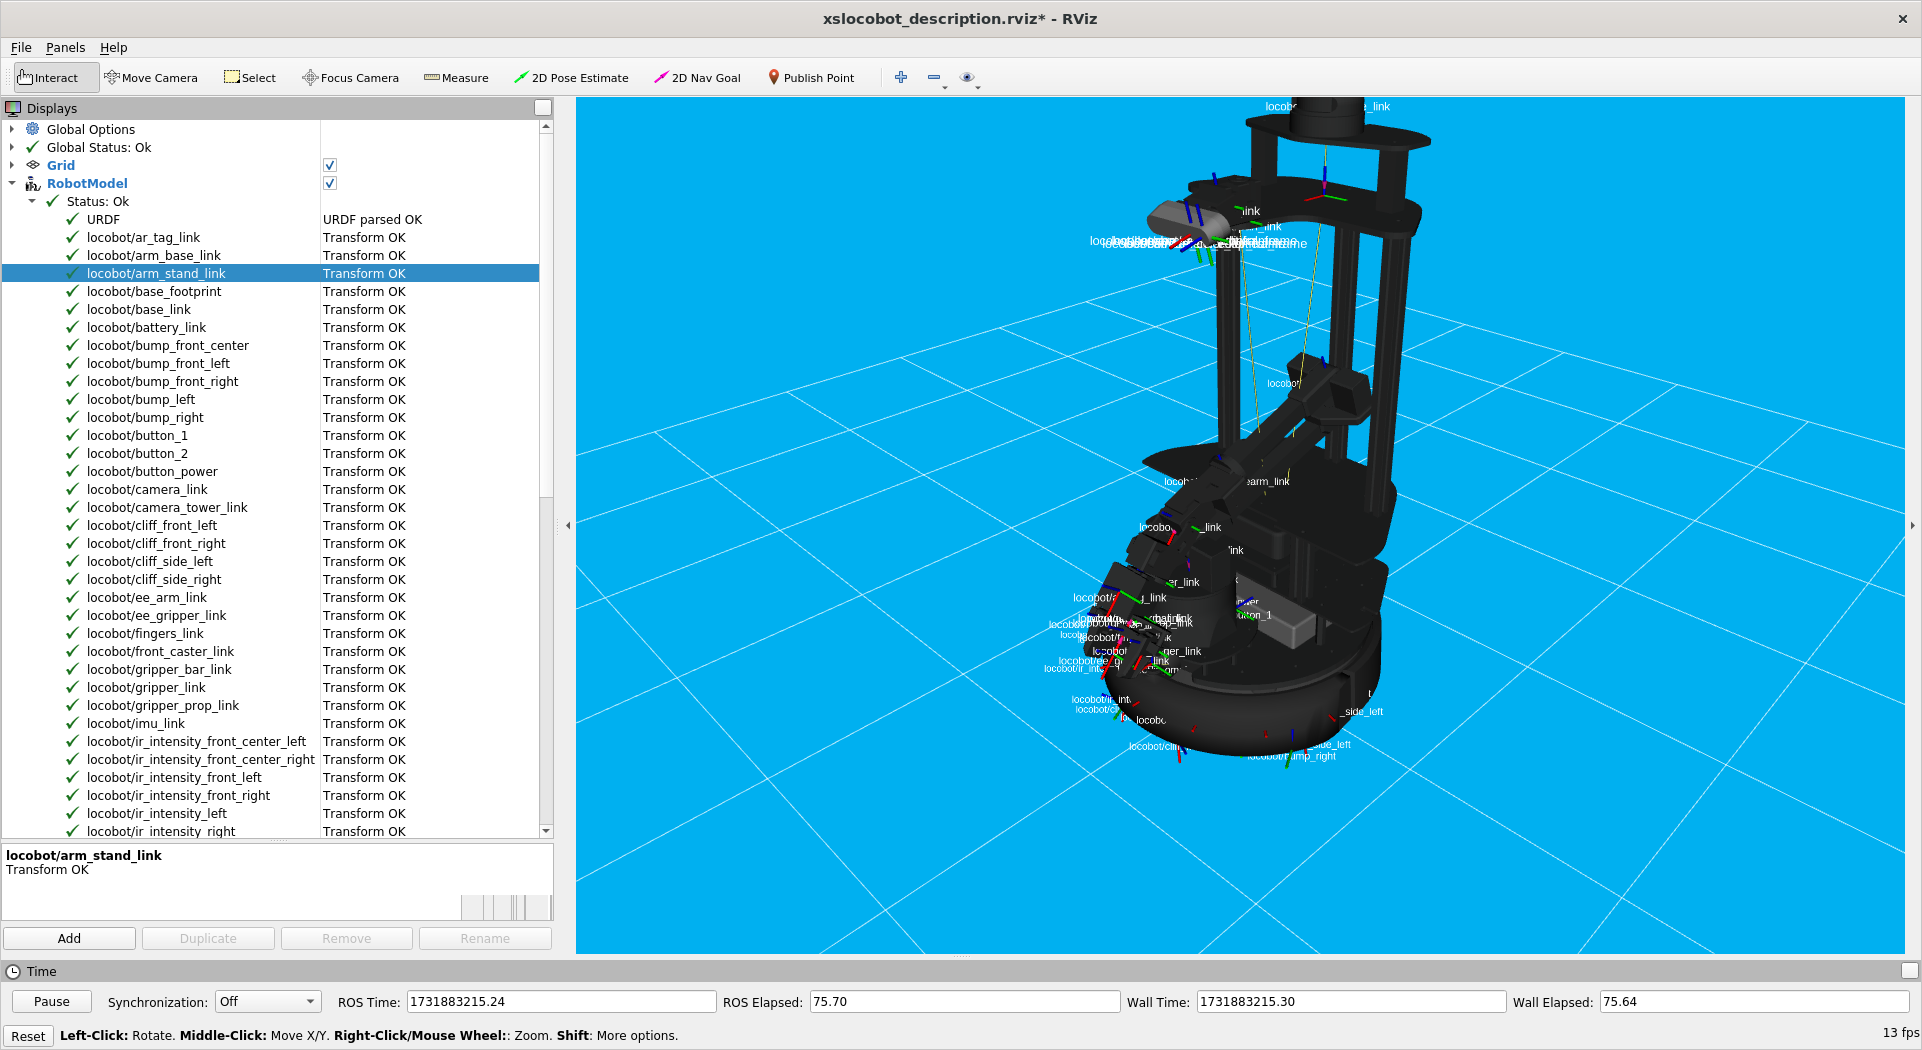 xslocobot_description.rviz* - RViz
File Panels Help
Interact Move Camera Select Focus Camera Measure 2D Pose Estimate 2D Nav Goal Publish Point
Displays
Global Options
Global Status: Ok
Grid
RobotModel
Status: Ok
URDF URDF parsed OK
locobot/ar_tag_link Transform OK
locobot/arm_base_link Transform OK
locobot/arm_stand_link Transform OK
locobot/base_footprint Transform OK
locobot/base_link Transform OK
locobot/battery_link Transform OK
locobot/bump_front_center Transform OK
locobot/bump_front_left Transform OK
locobot/bump_front_right Transform OK
locobot/bump_left Transform OK
locobot/bump_right Transform OK
locobot/button_1 Transform OK
locobot/button_2 Transform OK
locobot/button_power Transform OK
locobot/camera_link Transform OK
locobot/camera_tower_link Transform OK
locobot/cliff_front_left Transform OK
locobot/cliff_front_right Transform OK
locobot/cliff_side_left Transform OK
locobot/cliff_side_right Transform OK
locobot/ee_arm_link Transform OK
locobot/ee_gripper_link Transform OK
locobot/fingers_link Transform OK
locobot/front_caster_link Transform OK
locobot/gripper_bar_link Transform OK
locobot/gripper_link Transform OK
locobot/gripper_prop_link Transform OK
locobot/imu_link Transform OK
locobot/ir_intensity_front_center_left Transform OK
locobot/ir_intensity_front_center_right Transform OK
locobot/ir_intensity_front_left Transform OK
locobot/ir_intensity_front_right Transform OK
locobot/ir_intensity_left Transform OK
locobot/ir_intensity_right Transform OK
locobot/arm_stand_link
Transform OK
Add Duplicate Remove Rename
locobot
earm_link
_link
_side_left
Time
Pause Synchronization: Off ROS Time: 1731883215.24 ROS Elapsed: 75.70 Wall Time: 1731883215.30 Wall Elapsed: 75.64
Reset Left-Click: Rotate. Middle-Click: Move X/Y. Right-Click/Mouse Wheel:: Zoom. Shift: More options. 13 fps